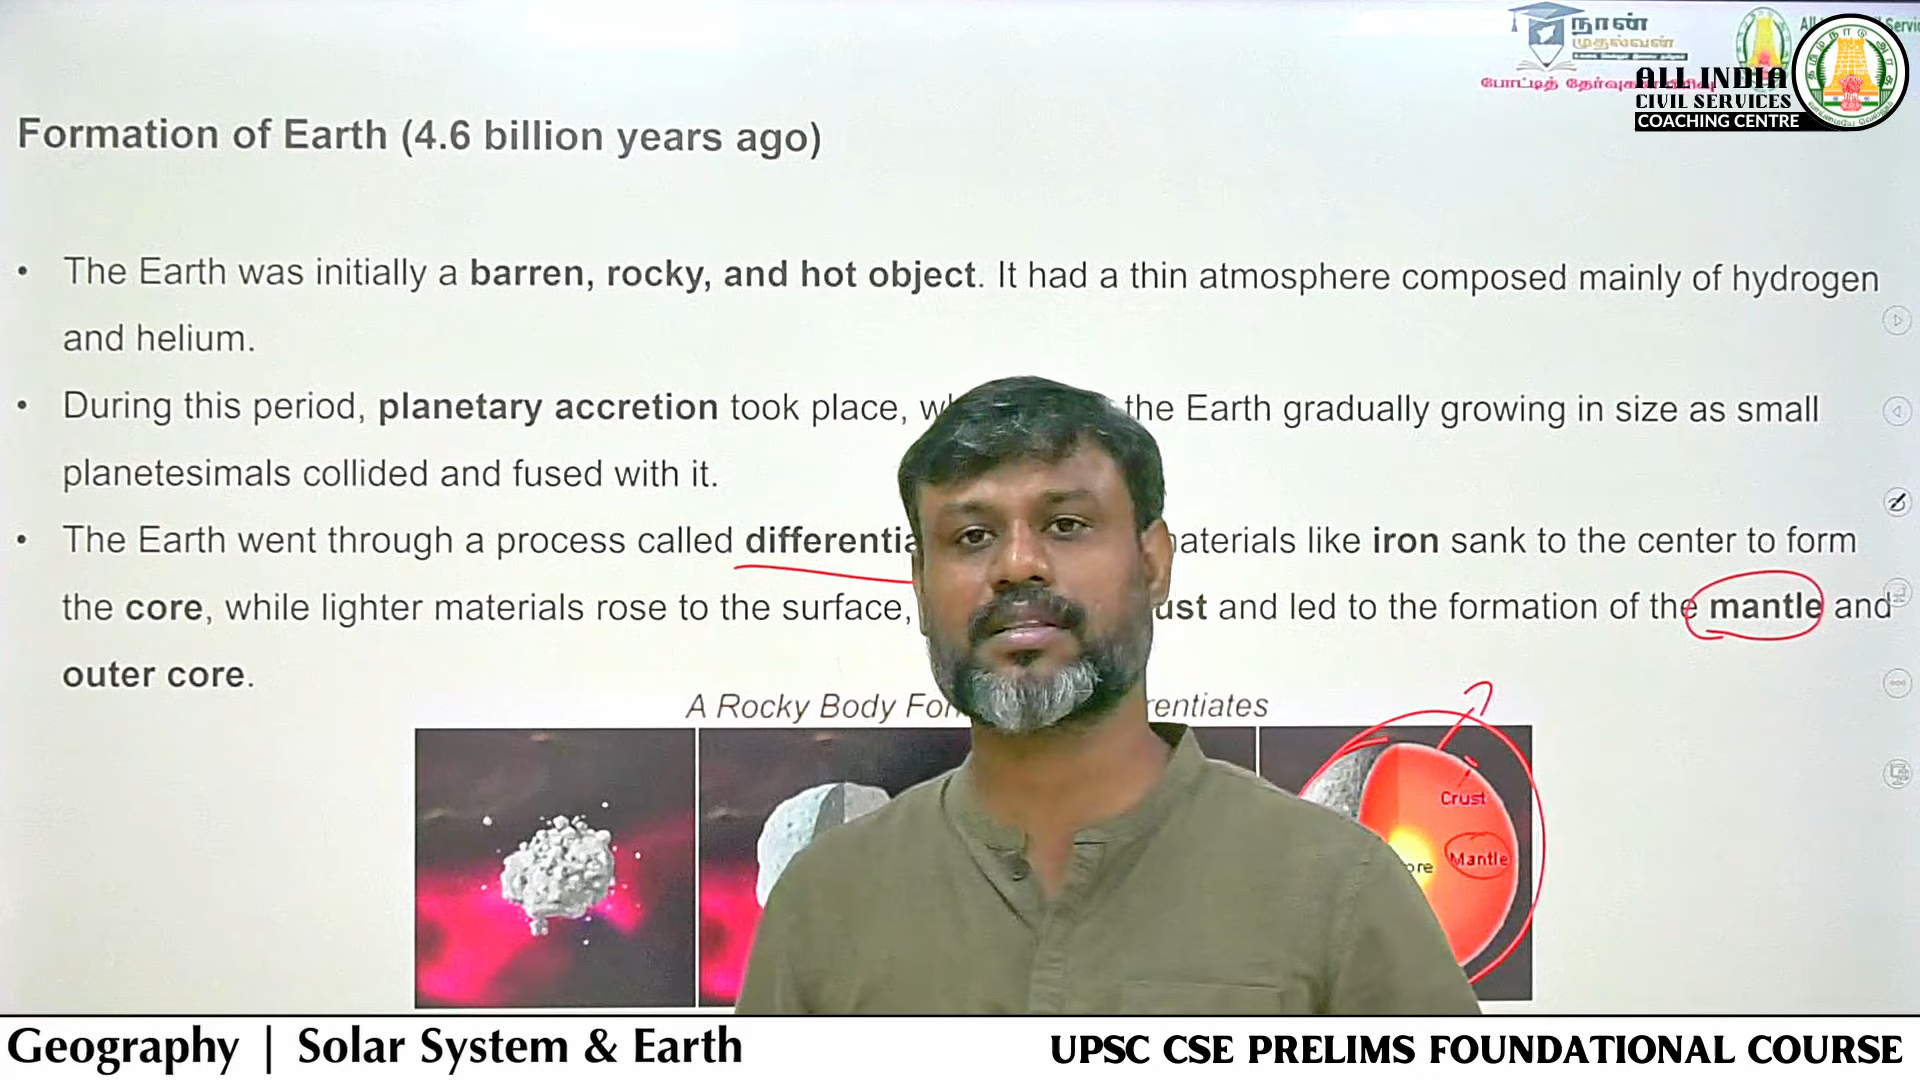 நான்
முதல்வன்
All
Servi
போட்டித் தேர்வு
ALL INDIA
CIVIL SERVICES
COACHING CENTRE
Formation of Earth (4.6 billion years ago)
• The Earth was initially a barren, rocky, and hot object. It had a thin atmosphere composed mainly of hydrogen
and helium.
• During this period, planetary accretion took place, the Earth gradually growing in size as small
planetesimals collided and fused with it.
• The Earth went through a process called differentia aterials like iron sank to the center to form
the core, while lighter materials rose to the surface, ust and led to the formation of the mantle and
outer core.
A Rocky Body For rentiates
Crust
ore Mantle
Geography | Solar System & Earth
UPSC CSE PRELIMS FOUNDATIONAL COURSE